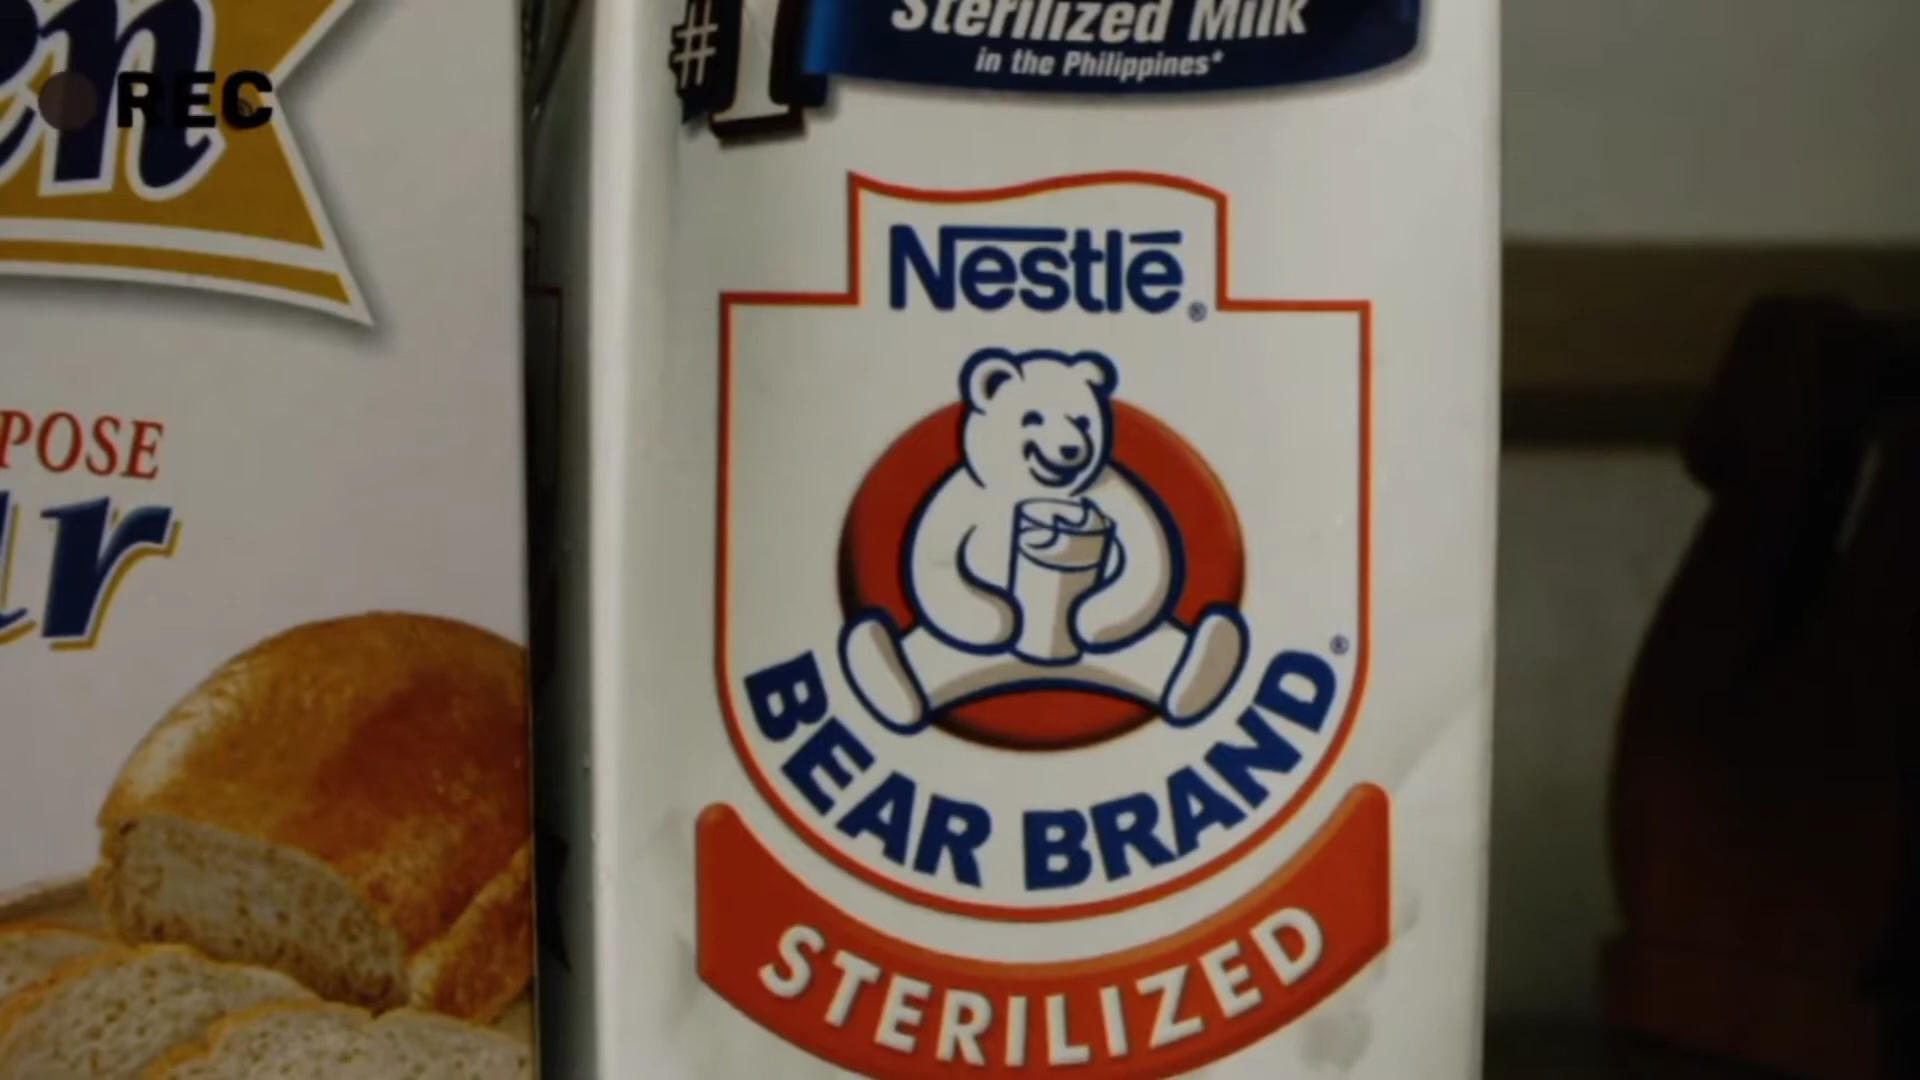 REC
POSE
#1
Sterilized Milk
in the Philippines*
Nestlé®
BEAR BRAND®
STERILIZED